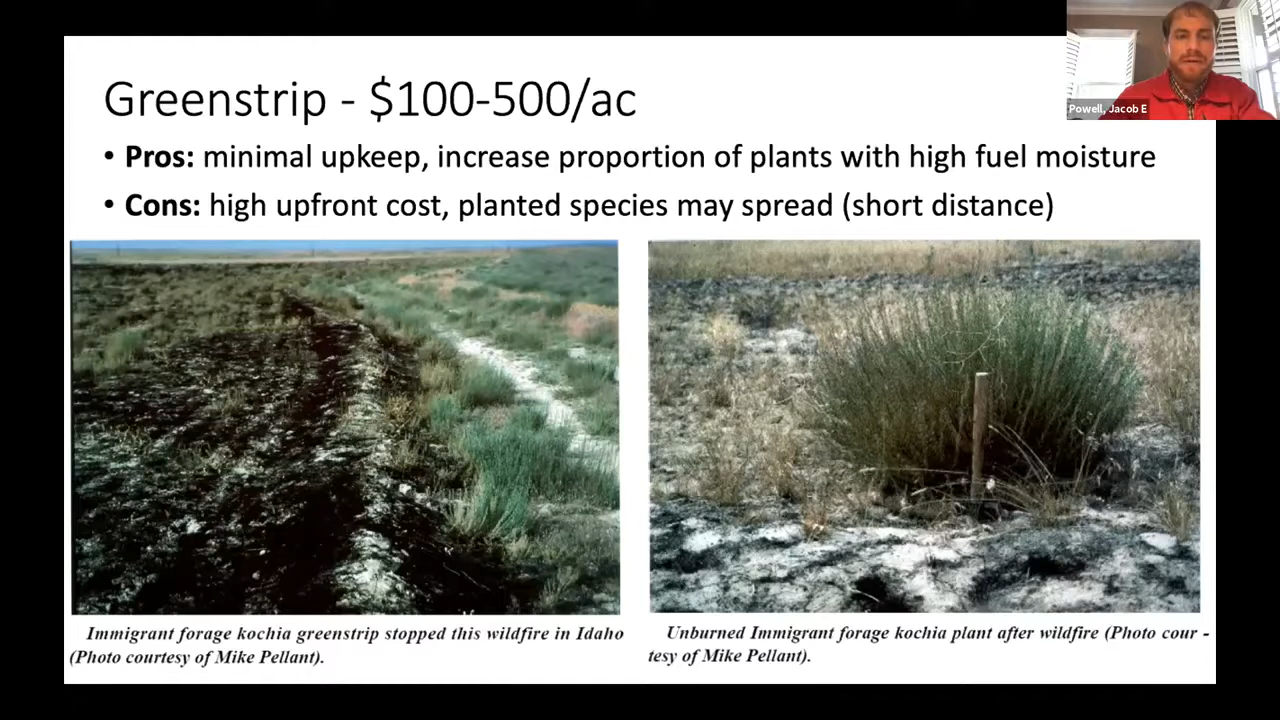 Greenstrip - $100-500/ac
• Pros: minimal upkeep, increase proportion of plants with high fuel moisture
• Cons: high upfront cost, planted species may spread (short distance)
Powell, Jacob E
Immigrant forage kochia greenstrip stopped this wildfire in Idaho
(Photo courtesy of Mike Pellant).
Unburned Immigrant forage kochia plant after wildfire (Photo cour -
tesy of Mike Pellant).